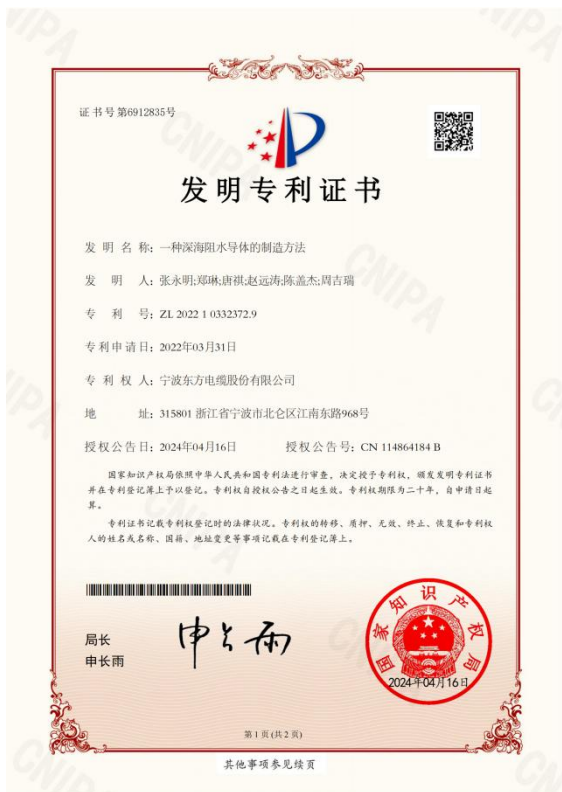 证书号第6912835号
发明专利证书
发明名称：一种深海阻水导体的制造方法
发明人：张永明;郑琳;唐祺;赵远涛;陈盖杰;周吉瑞
专利号：ZL 2022 1 0332372.9
专利申请日：2022年03月31日
专利权人：宁波东方电缆股份有限公司
地址：315801 浙江省宁波市北仑区江南东路968号
授权公告日：2024年04月16日 授权公告号：CN 114864184 B
国家知识产权局依照中华人民共和国专利法进行审查，决定授予专利权，颁发发明专利证书
并在专利登记簿上予以登记。专利权自授权公告之日起生效。专利权期限为二十年，自申请日起
算。
专利证书记载专利权登记时的法律状况。专利权的转移、质押、无效、终止、恢复和专利权
人的姓名或名称、国籍、地址变更等事项记载在专利登记簿上。
局长
申长雨
申长雨
国家知识产权局
2024年04月16日
第1页(共2页)
其他事项参见续页
CNIPA